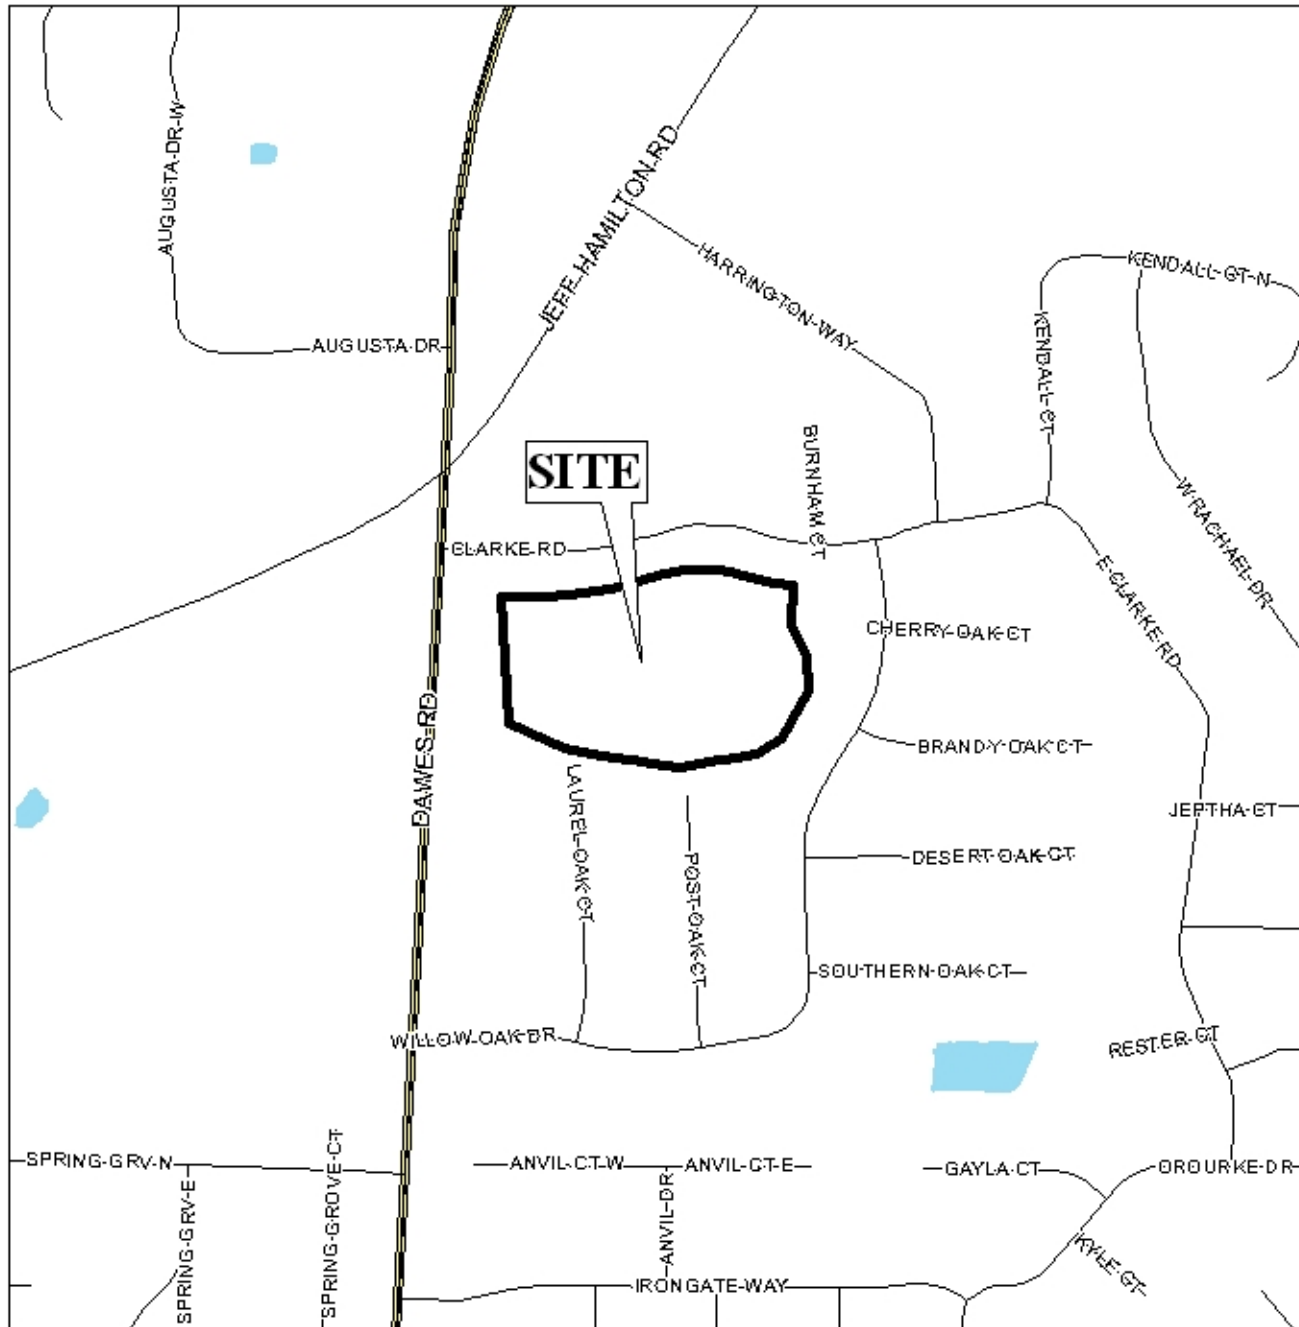 AUGUSTA DR W
JEFF HAMILTON RD
HARRINGTON WAY
KENDALL CT N
AUGUSTA DR
KENDALL CT
BURNHAM CT
SITE
W RACHAEL DR
CLARKE RD
E CLARKE RD
CHERRY OAK CT
DAWES RD
BRANDY OAK CT
LAUREL OAK CT
JEPTHA CT
POST OAK CT
DESERT OAK CT
SOUTHERN OAK CT
WILLOW OAK DR
RESTER CT
SPRING GRV N
SPRING GROVE CT
ANVIL CT W
ANVIL CT E
GAYLA CT
OROURKE DR
SPRING GRV E
ANVIL DR
KYLE CT
IRONGATE WAY